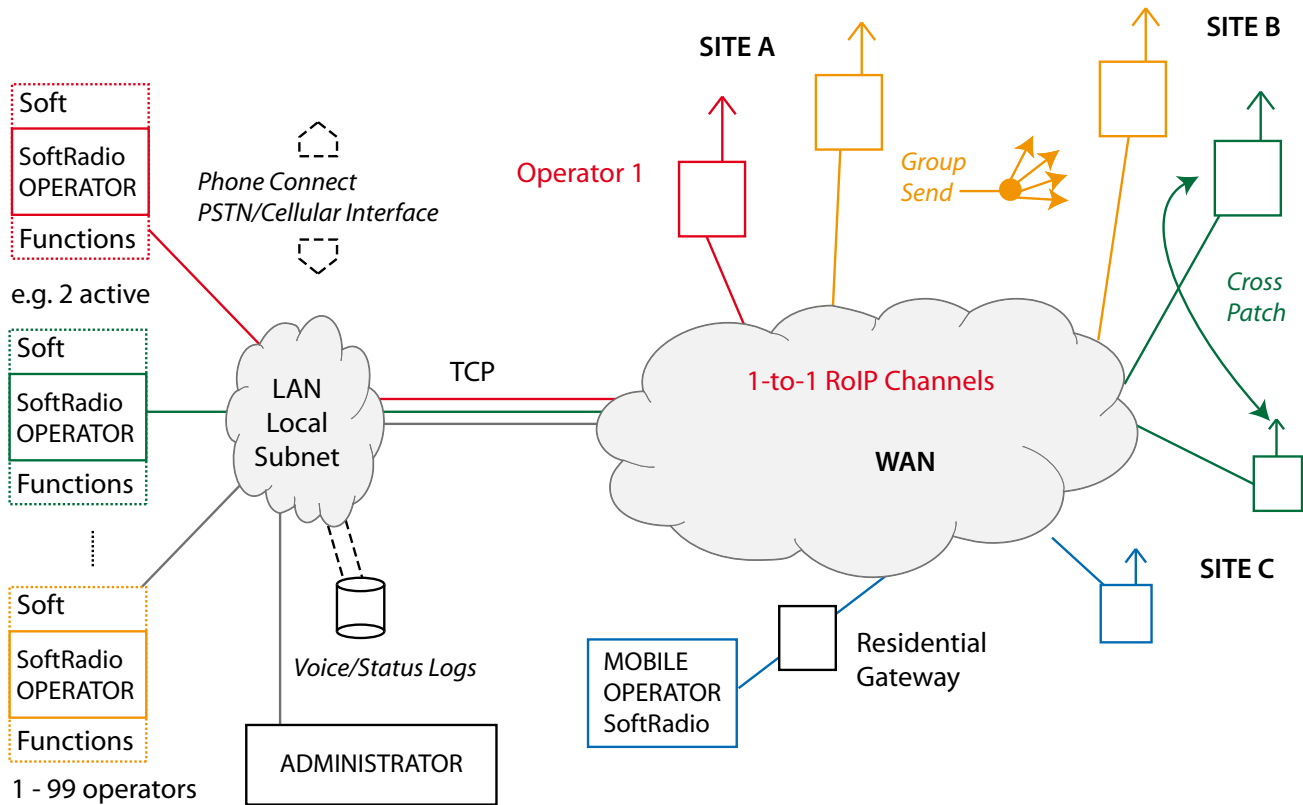 SITE A
SITE B
Soft
SoftRadio
OPERATOR
Functions
Phone Connect
PSTN/Cellular Interface
Operator 1
Group
Send
e.g. 2 active
Soft
SoftRadio
OPERATOR
Functions
LAN
Local
Subnet
TCP
1-to-1 RoIP Channels
WAN
Cross
Patch
SITE C
Soft
SoftRadio
OPERATOR
Functions
1 - 99 operators
Voice/Status Logs
ADMINISTRATOR
MOBILE
OPERATOR
SoftRadio
Residential
Gateway